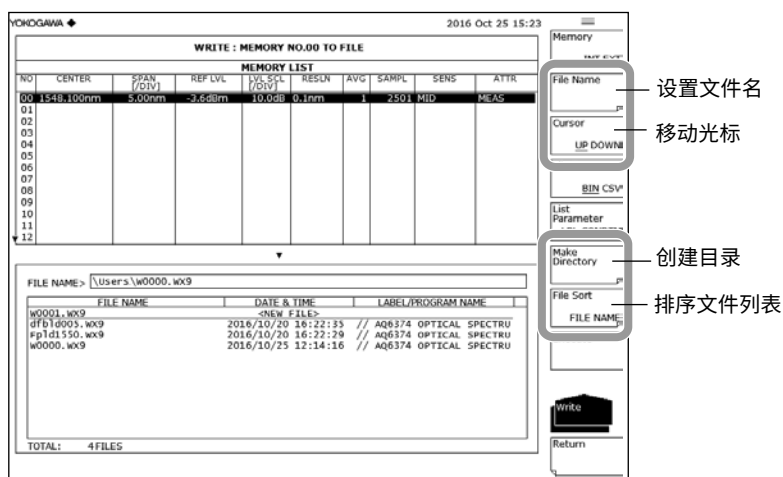 YOKOGAWA ◆ 2016 Oct 25 15:23
WRITE : MEMORY NO.00 TO FILE
MEMORY LIST
NO CENTER SPAN [/DIV] REF LVL LVL SCL [/DIV] RESLN AVG SAMPL SENS ATTR
00 1548.100nm 5.00nm -3.6dBm 10.0dB 0.1nm 1 2501 MID MEAS
01
02
03
04
05
06
07
08
09
10
11
12
FILE NAME> \Users\W0000.WX9
FILE NAME DATE & TIME LABEL/PROGRAM NAME
W0001.WX9 <NEW FILE>
dfbld005.WX9 2016/10/20 16:22:35 // AQ6374 OPTICAL SPECTRU
Fpld1550.WX9 2016/10/20 16:22:29 // AQ6374 OPTICAL SPECTRU
W0000.WX9 2016/10/25 12:14:16 // AQ6374 OPTICAL SPECTRU
TOTAL: 4FILES
Memory
File Name
设置文件名
Cursor
UP DOWN
移动光标
BIN CSV
List
Parameter
Make
Directory
创建目录
File Sort
FILE NAME
排序文件列表
Write
Return